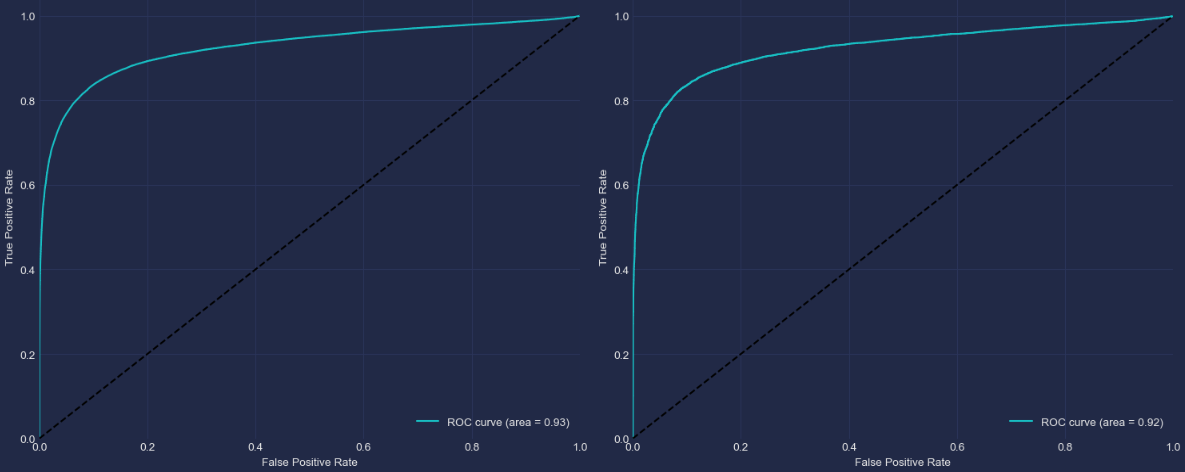 1.0
0.8
0.6
0.4
0.2
0.0
True Positive Rate
ROC curve (area = 0.93)
0.0 0.2 0.4 0.6 0.8 1.0
False Positive Rate
1.0
0.8
0.6
0.4
0.2
0.0
True Positive Rate
ROC curve (area = 0.92)
0.0 0.2 0.4 0.6 0.8 1.0
False Positive Rate